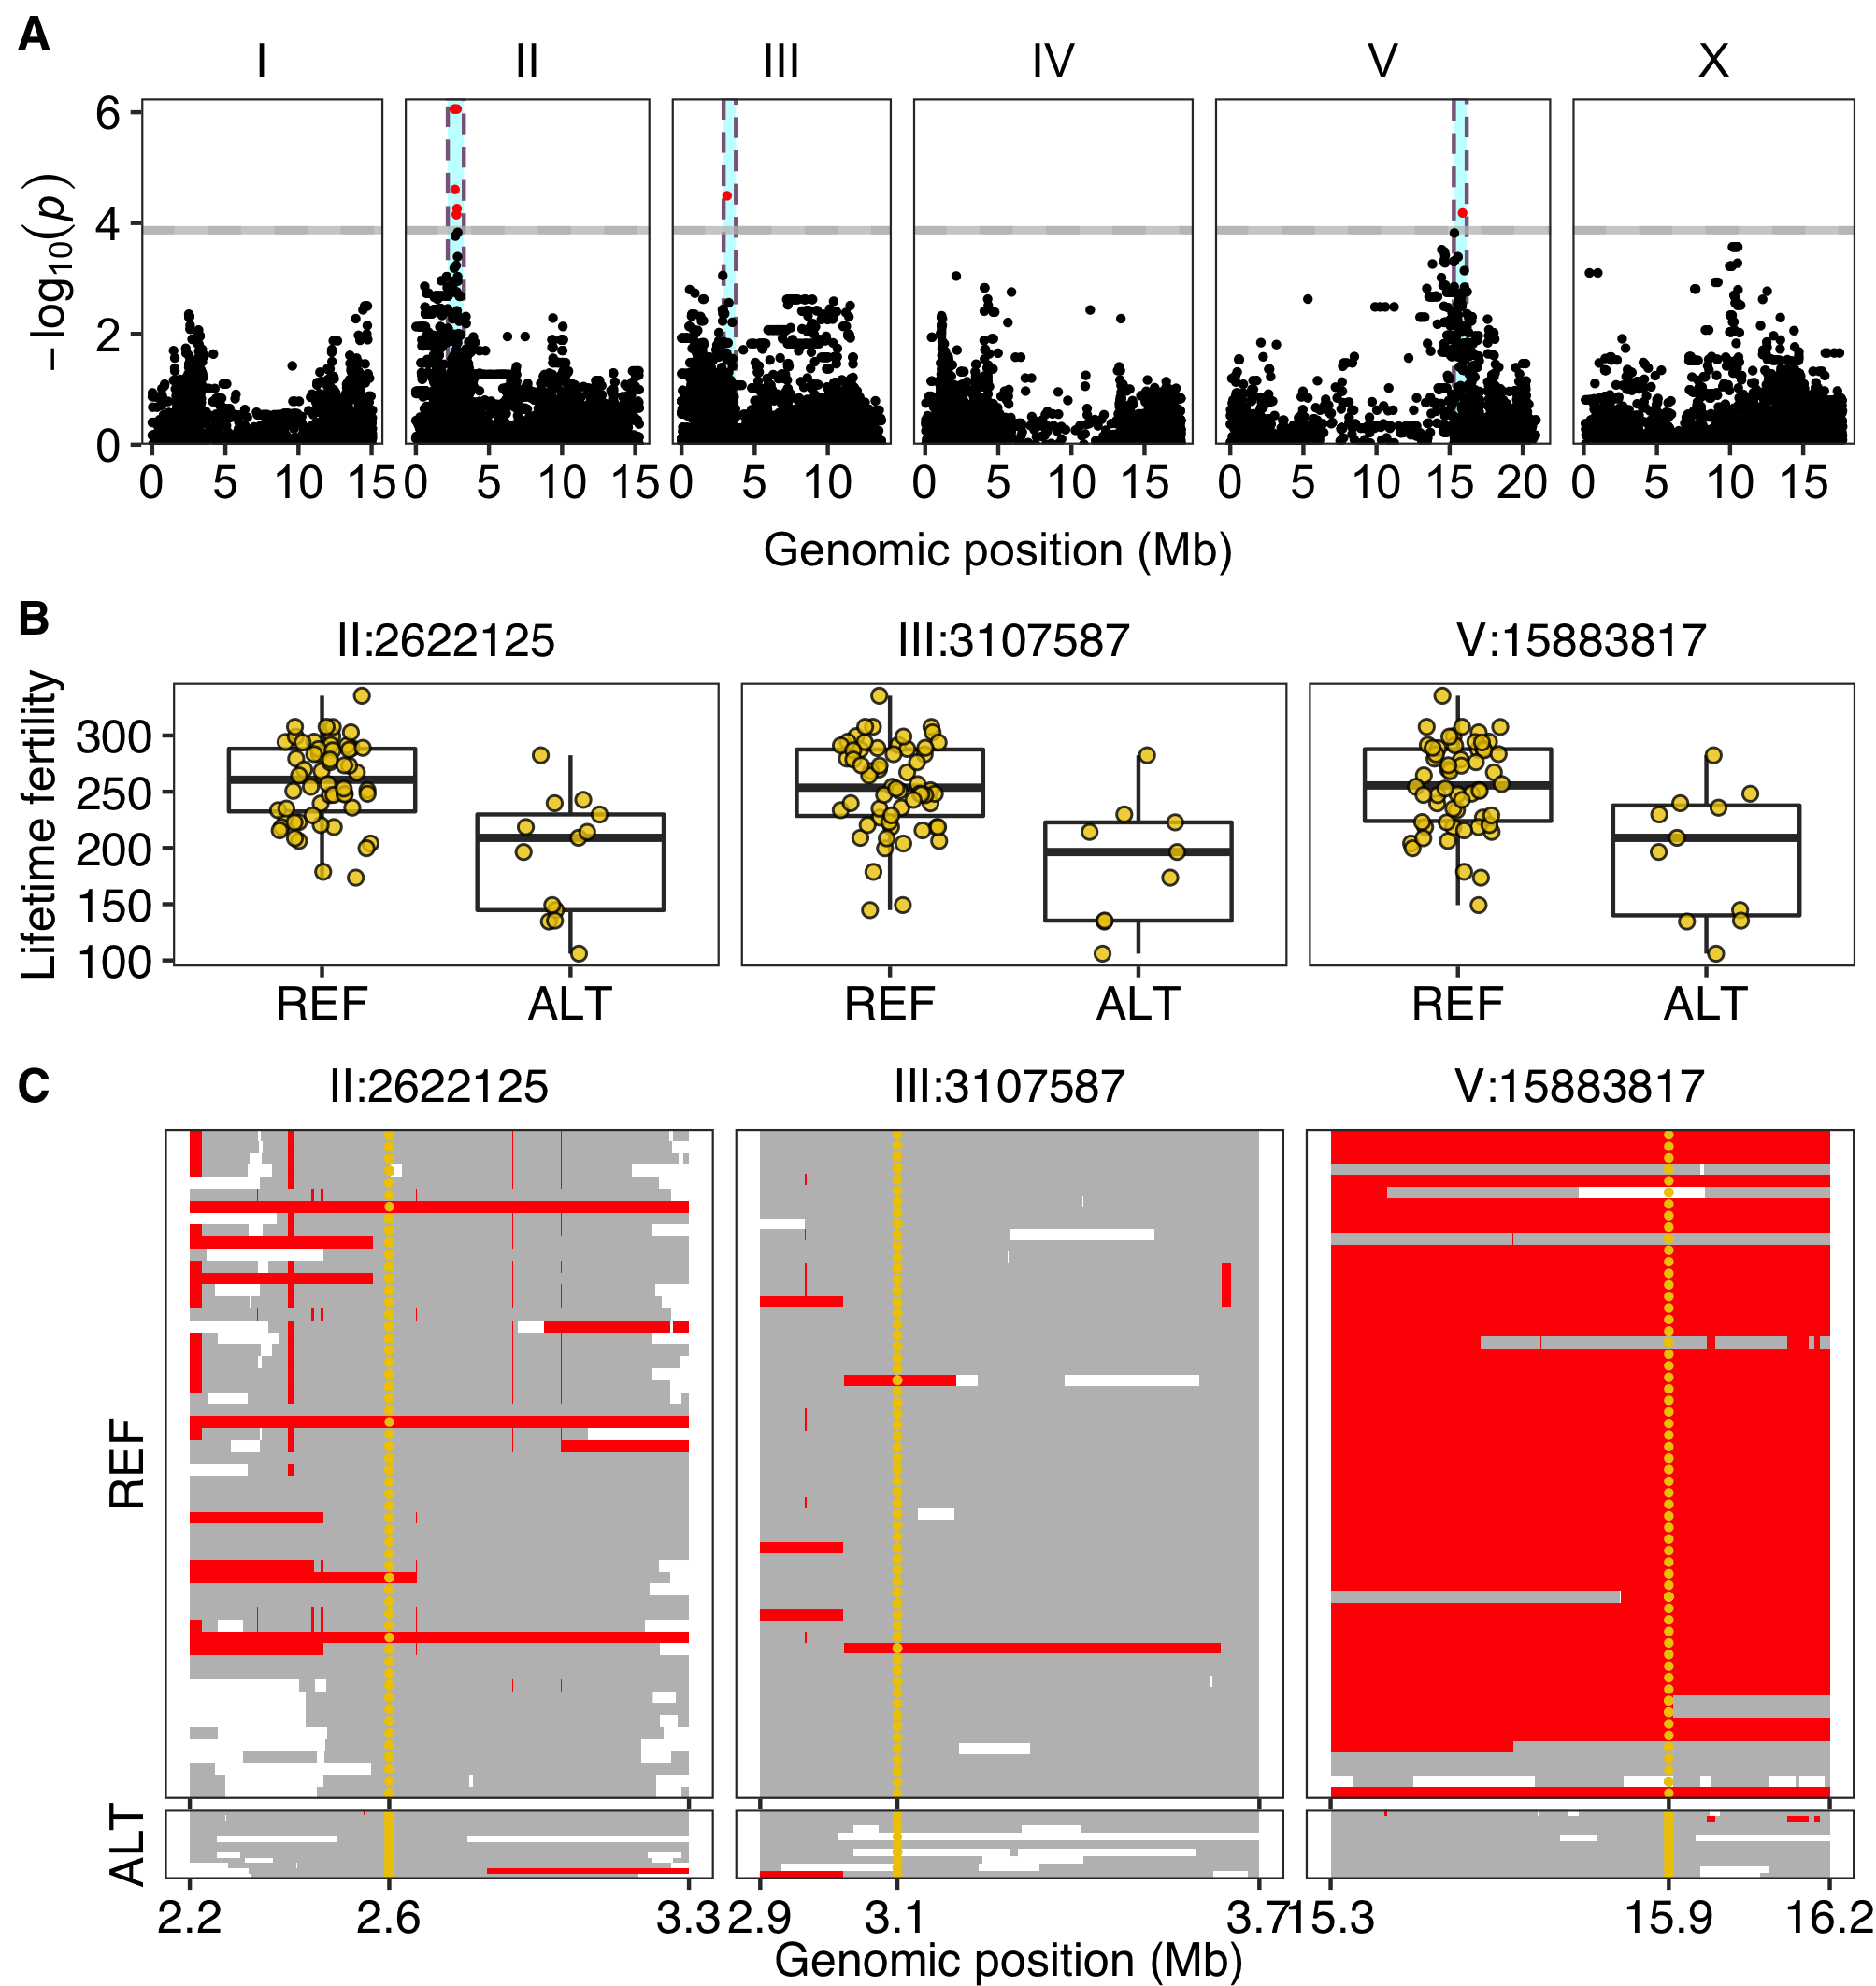 A
I II III IV V X
6
4
2
0
−log10(p)
0 5 10 15 0 5 10 15 0 5 10 0 5 10 15 0 5 10 15 20 0 5 10 15
Genomic position (Mb)
B
II:2622125 III:3107587 V:15883817
Lifetime fertility
300
250
200
150
100
REF ALT REF ALT REF ALT
C
II:2622125 III:3107587 V:15883817
REF
ALT
2.2 2.6 3.3 2.9 3.1 3.7 15.3 15.9 16.2
Genomic position (Mb)